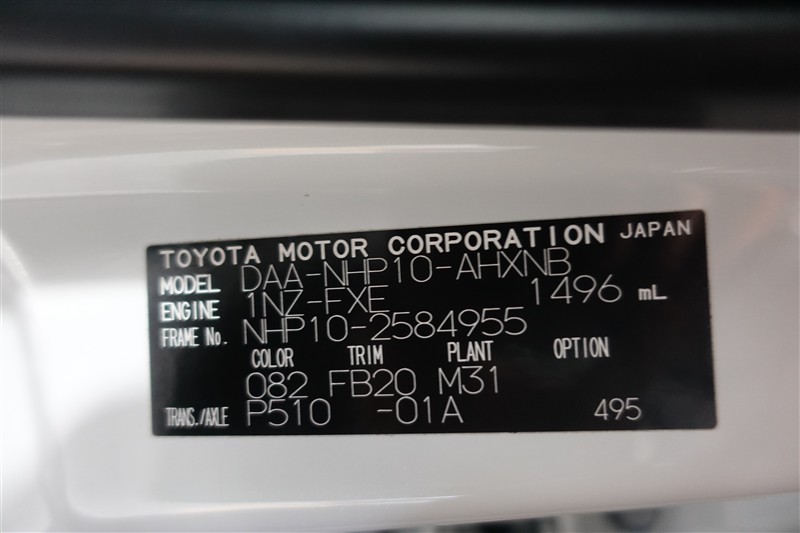 TOYOTA MOTOR CORPORATION JAPAN
MODEL DAA-NHP10-AHXNB
ENGINE 1NZ-FXE 1496 mL
FRAME No. NHP10-2584955
COLOR TRIM PLANT OPTION
082 FB20 M31
TRANS./AXLE P510 -01A 495